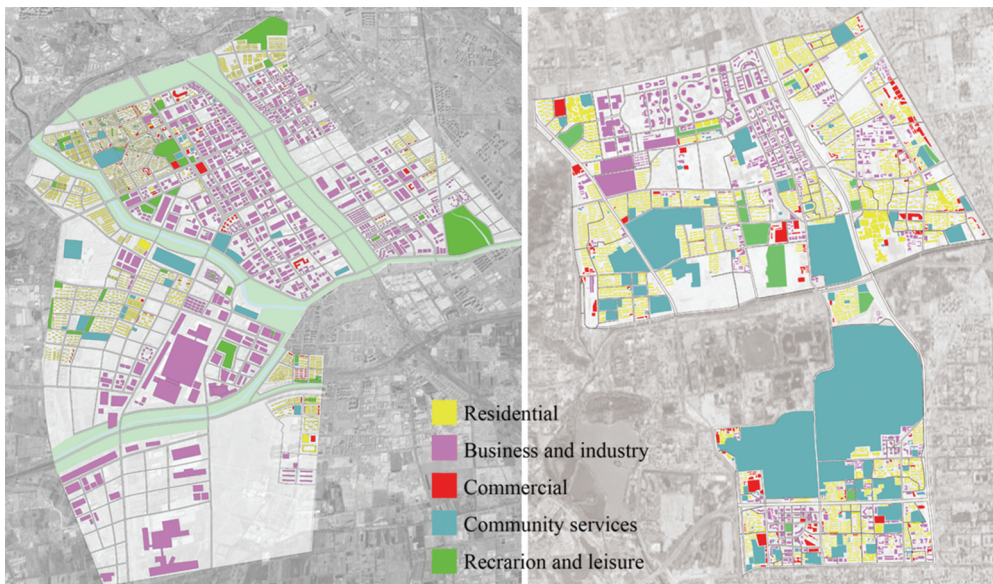 Residential
Business and industry
Commercial
Community services
Recrarion and leisure